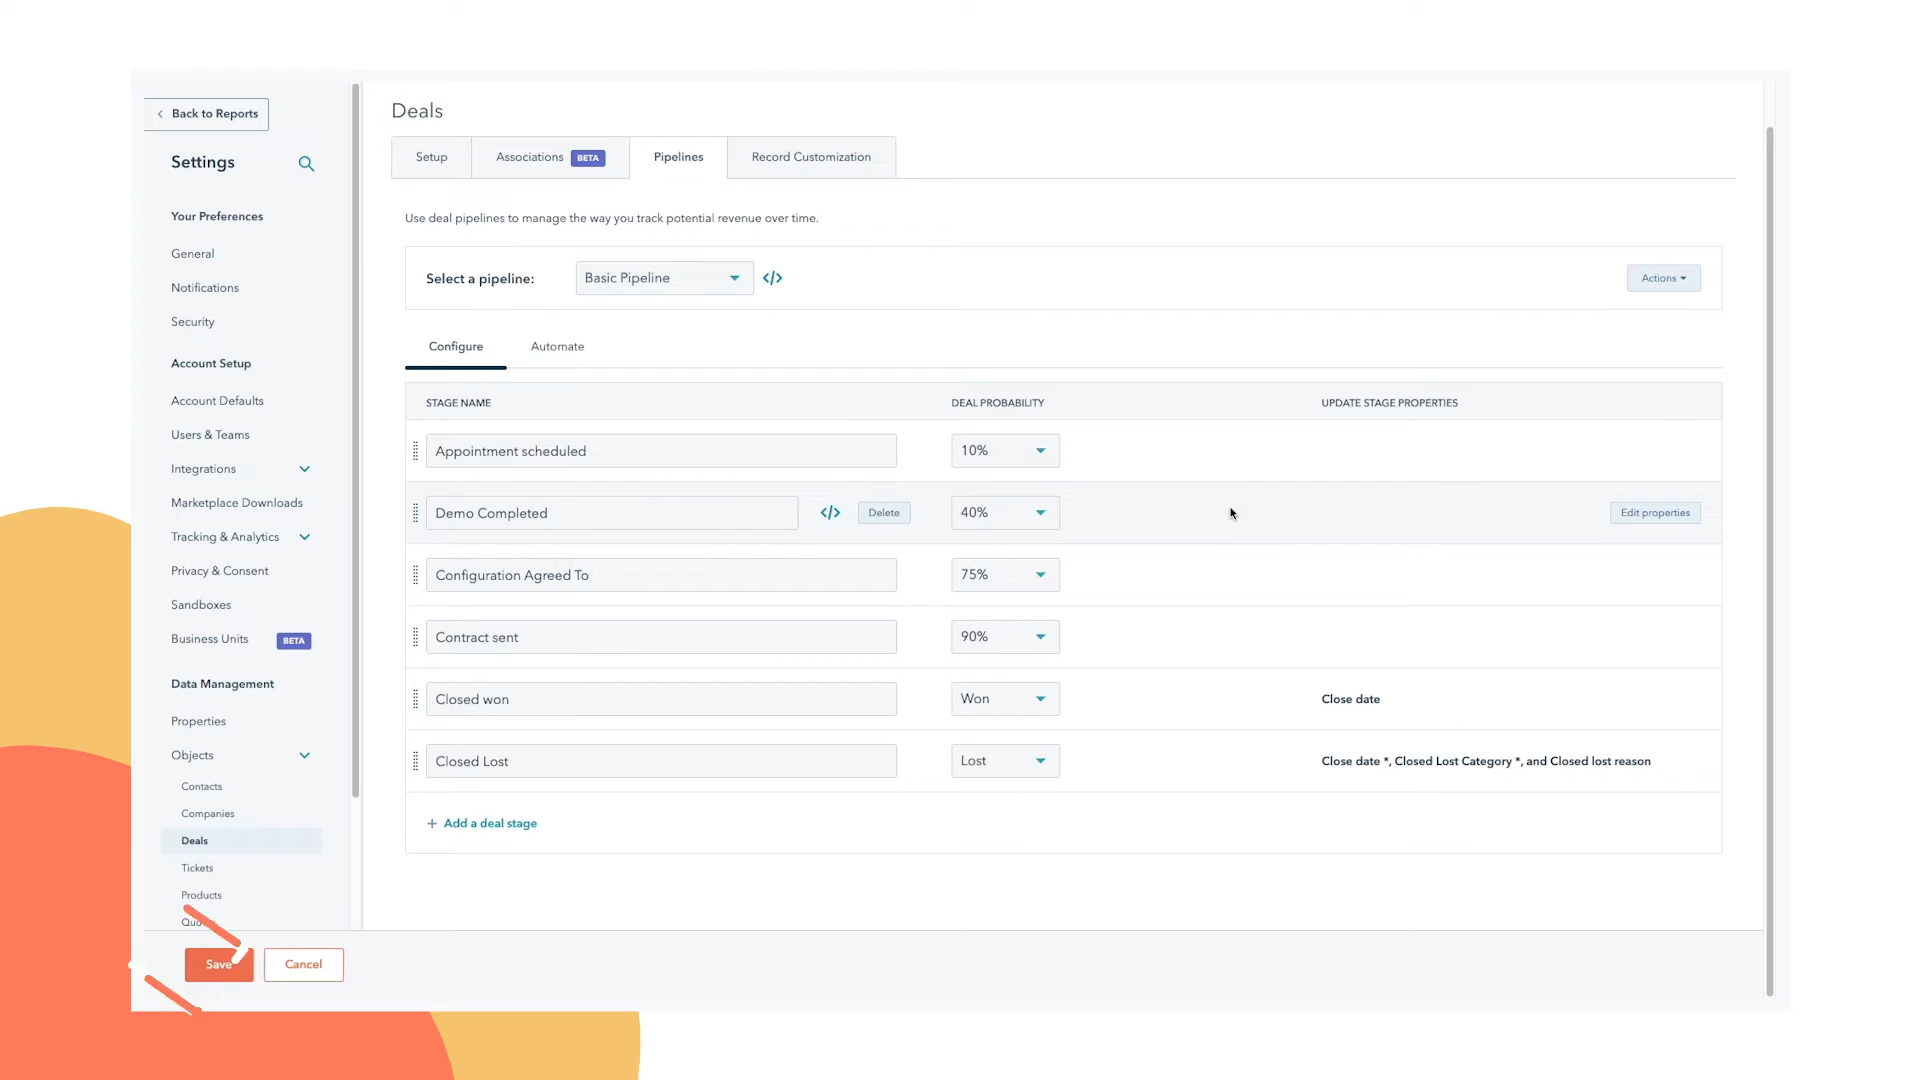 Back to Reports
Settings
Your Preferences
General
Notifications
Security
Account Setup
Account Defaults
Users & Teams
Integrations
Marketplace Downloads
Tracking & Analytics
Privacy & Consent
Sandboxes
Business Units BETA
Data Management
Properties
Objects
Contacts
Companies
Deals
Tickets
Products
Save Cancel
Deals
Setup Associations BETA Pipelines Record Customization
Use deal pipelines to manage the way you track potential revenue over time.
Select a pipeline: Basic Pipeline </> Actions
Configure Automate
STAGE NAME DEAL PROBABILITY UPDATE STAGE PROPERTIES
Appointment scheduled 10%
Demo Completed </> Delete 40% Edit properties
Configuration Agreed To 75%
Contract sent 90%
Closed won Won Close date
Closed Lost Lost Close date *, Closed Lost Category *, and Closed lost reason
+ Add a deal stage